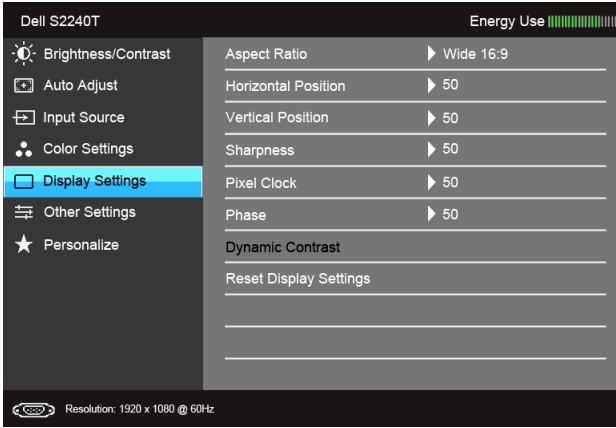 Dell S2240T
Energy Use
Brightness/Contrast
Auto Adjust
Input Source
Color Settings
Display Settings
Other Settings
Personalize
Aspect Ratio Wide 16:9
Horizontal Position 50
Vertical Position 50
Sharpness 50
Pixel Clock 50
Phase 50
Dynamic Contrast
Reset Display Settings
Resolution: 1920 x 1080 @ 60Hz